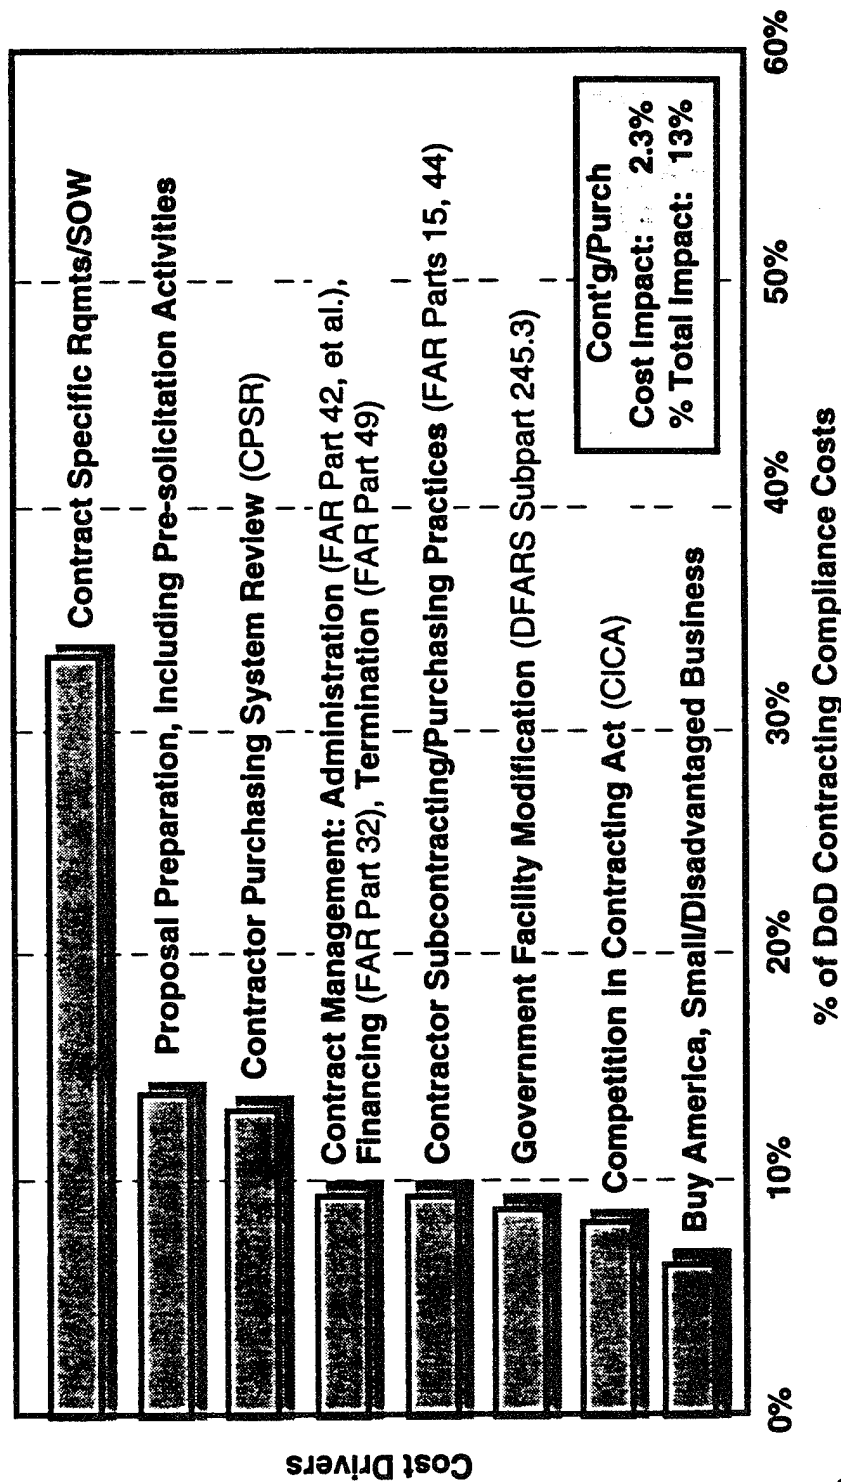 Cost Drivers
Contract Specific Rqmts/SOW
Proposal Preparation, Including Pre-solicitation Activities
Contractor Purchasing System Review (CPSR)
Contract Management: Administration (FAR Part 42, et al.),
Financing (FAR Part 32), Termination (FAR Part 49)
Contractor Subcontracting/Purchasing Practices (FAR Parts 15, 44)
Government Facility Modification (DFARS Subpart 245.3)
Competition in Contracting Act (CICA)
Buy America, Small/Disadvantaged Business
Cont'g/Purch
Cost Impact: 2.3%
% Total Impact: 13%
0% 10% 20% 30% 40% 50% 60%
% of DoD Contracting Compliance Costs